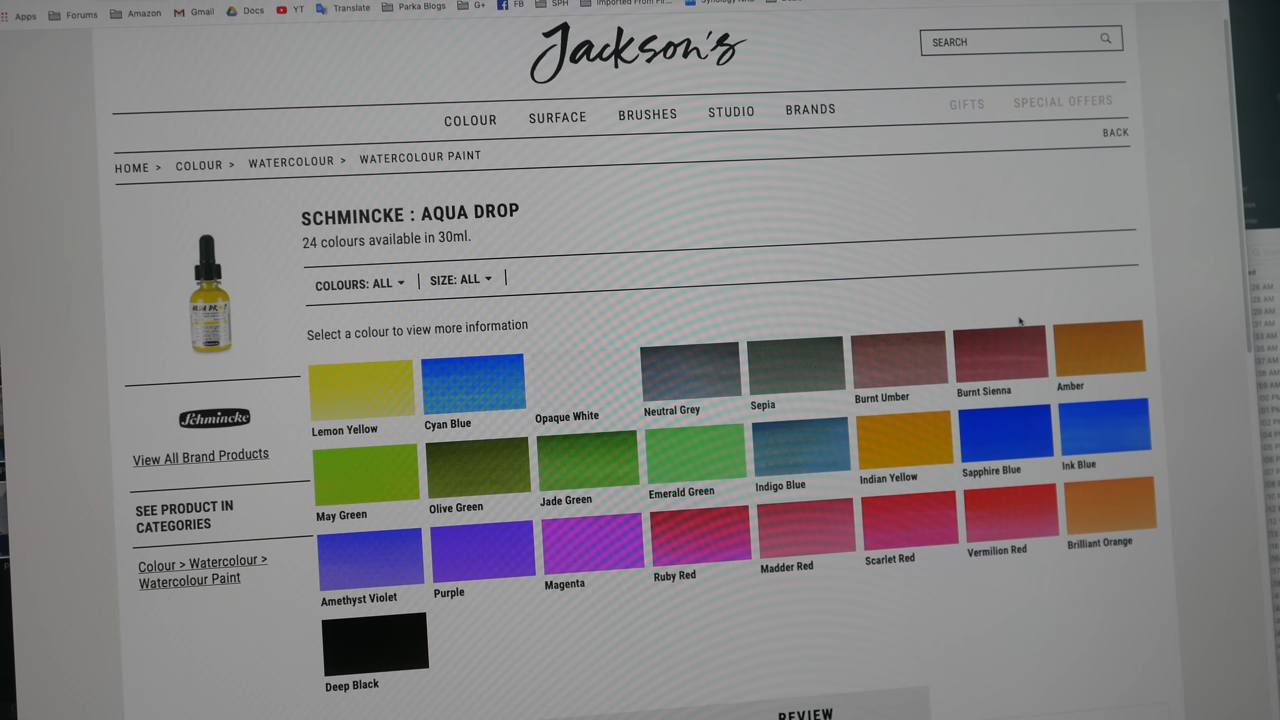 Apps Forums Amazon Gmail Docs YT Translate Parka Blogs G+ FB SPH Imported From Fir...
Jackson's
SEARCH
COLOUR SURFACE BRUSHES STUDIO BRANDS GIFTS SPECIAL OFFERS
BACK
HOME > COLOUR > WATERCOLOUR > WATERCOLOUR PAINT
SCHMINCKE : AQUA DROP
24 colours available in 30ml.
COLOURS: ALL | SIZE: ALL |
Select a colour to view more information
AQUA DROP
Schmincke
View All Brand Products
SEE PRODUCT IN
CATEGORIES
Colour > Watercolour >
Watercolour Paint
Lemon Yellow Cyan Blue Opaque White Neutral Grey Sepia Burnt Umber Burnt Sienna Amber
May Green Olive Green Jade Green Emerald Green Indigo Blue Indian Yellow Sapphire Blue Ink Blue
Amethyst Violet Purple Magenta Ruby Red Madder Red Scarlet Red Vermilion Red Brilliant Orange
Deep Black
REVIEW